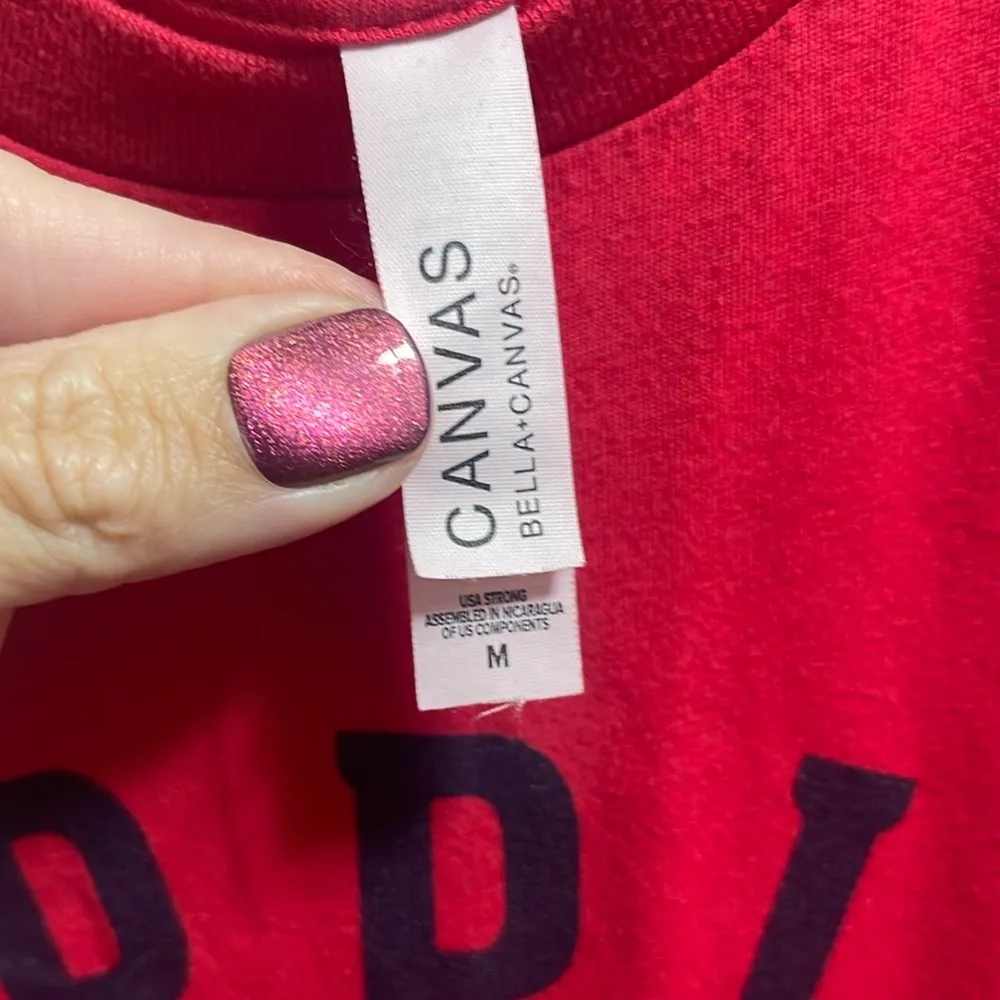 CANVAS
BELLA+CANVAS®
USA STRONG
ASSEMBLED IN NICARAGUA
OF US COMPONENTS
M